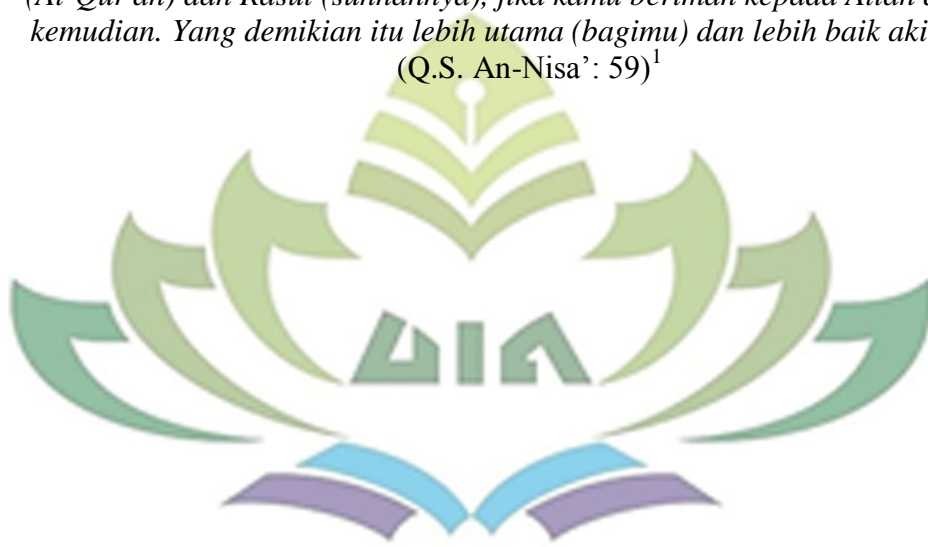 (Al-Qur'an) dan Rasul (sunnahnya), jika kamu beriman kepada Allah
kemudian. Yang demikian itu lebih utama (bagimu) dan lebih baik
(Q.S. An-Nisa’: 59)1
UIN